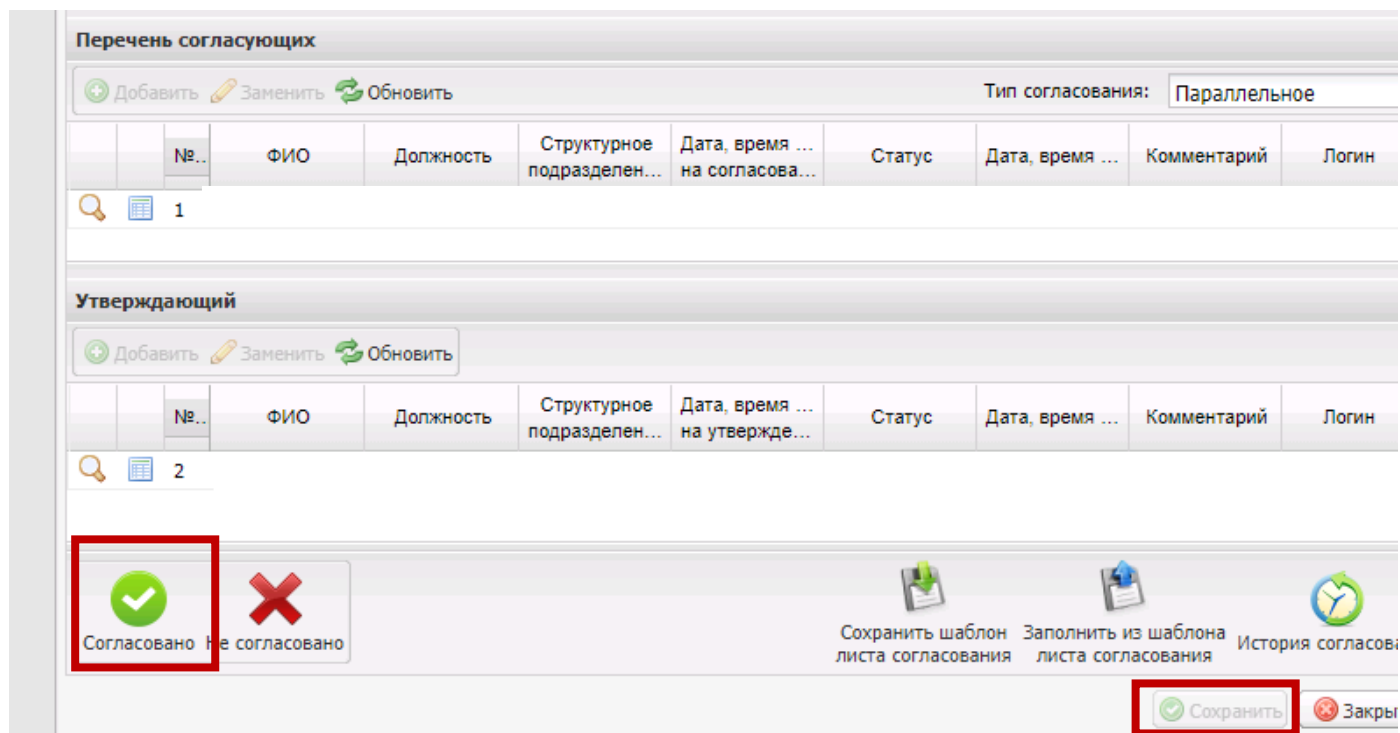 Перечень согласующих
Добавить Заменить Обновить Тип согласования: Параллельное
№.. ФИО Должность Структурное подразделен... Дата, время ... на согласова... Статус Дата, время ... Комментарий Логин
1
Утверждающий
Добавить Заменить Обновить
№.. ФИО Должность Структурное подразделен... Дата, время ... на утвержде... Статус Дата, время ... Комментарий Логин
2
Согласовано Не согласовано Сохранить шаблон листа согласования Заполнить из шаблона листа согласования История согласова
Сохранить Закры